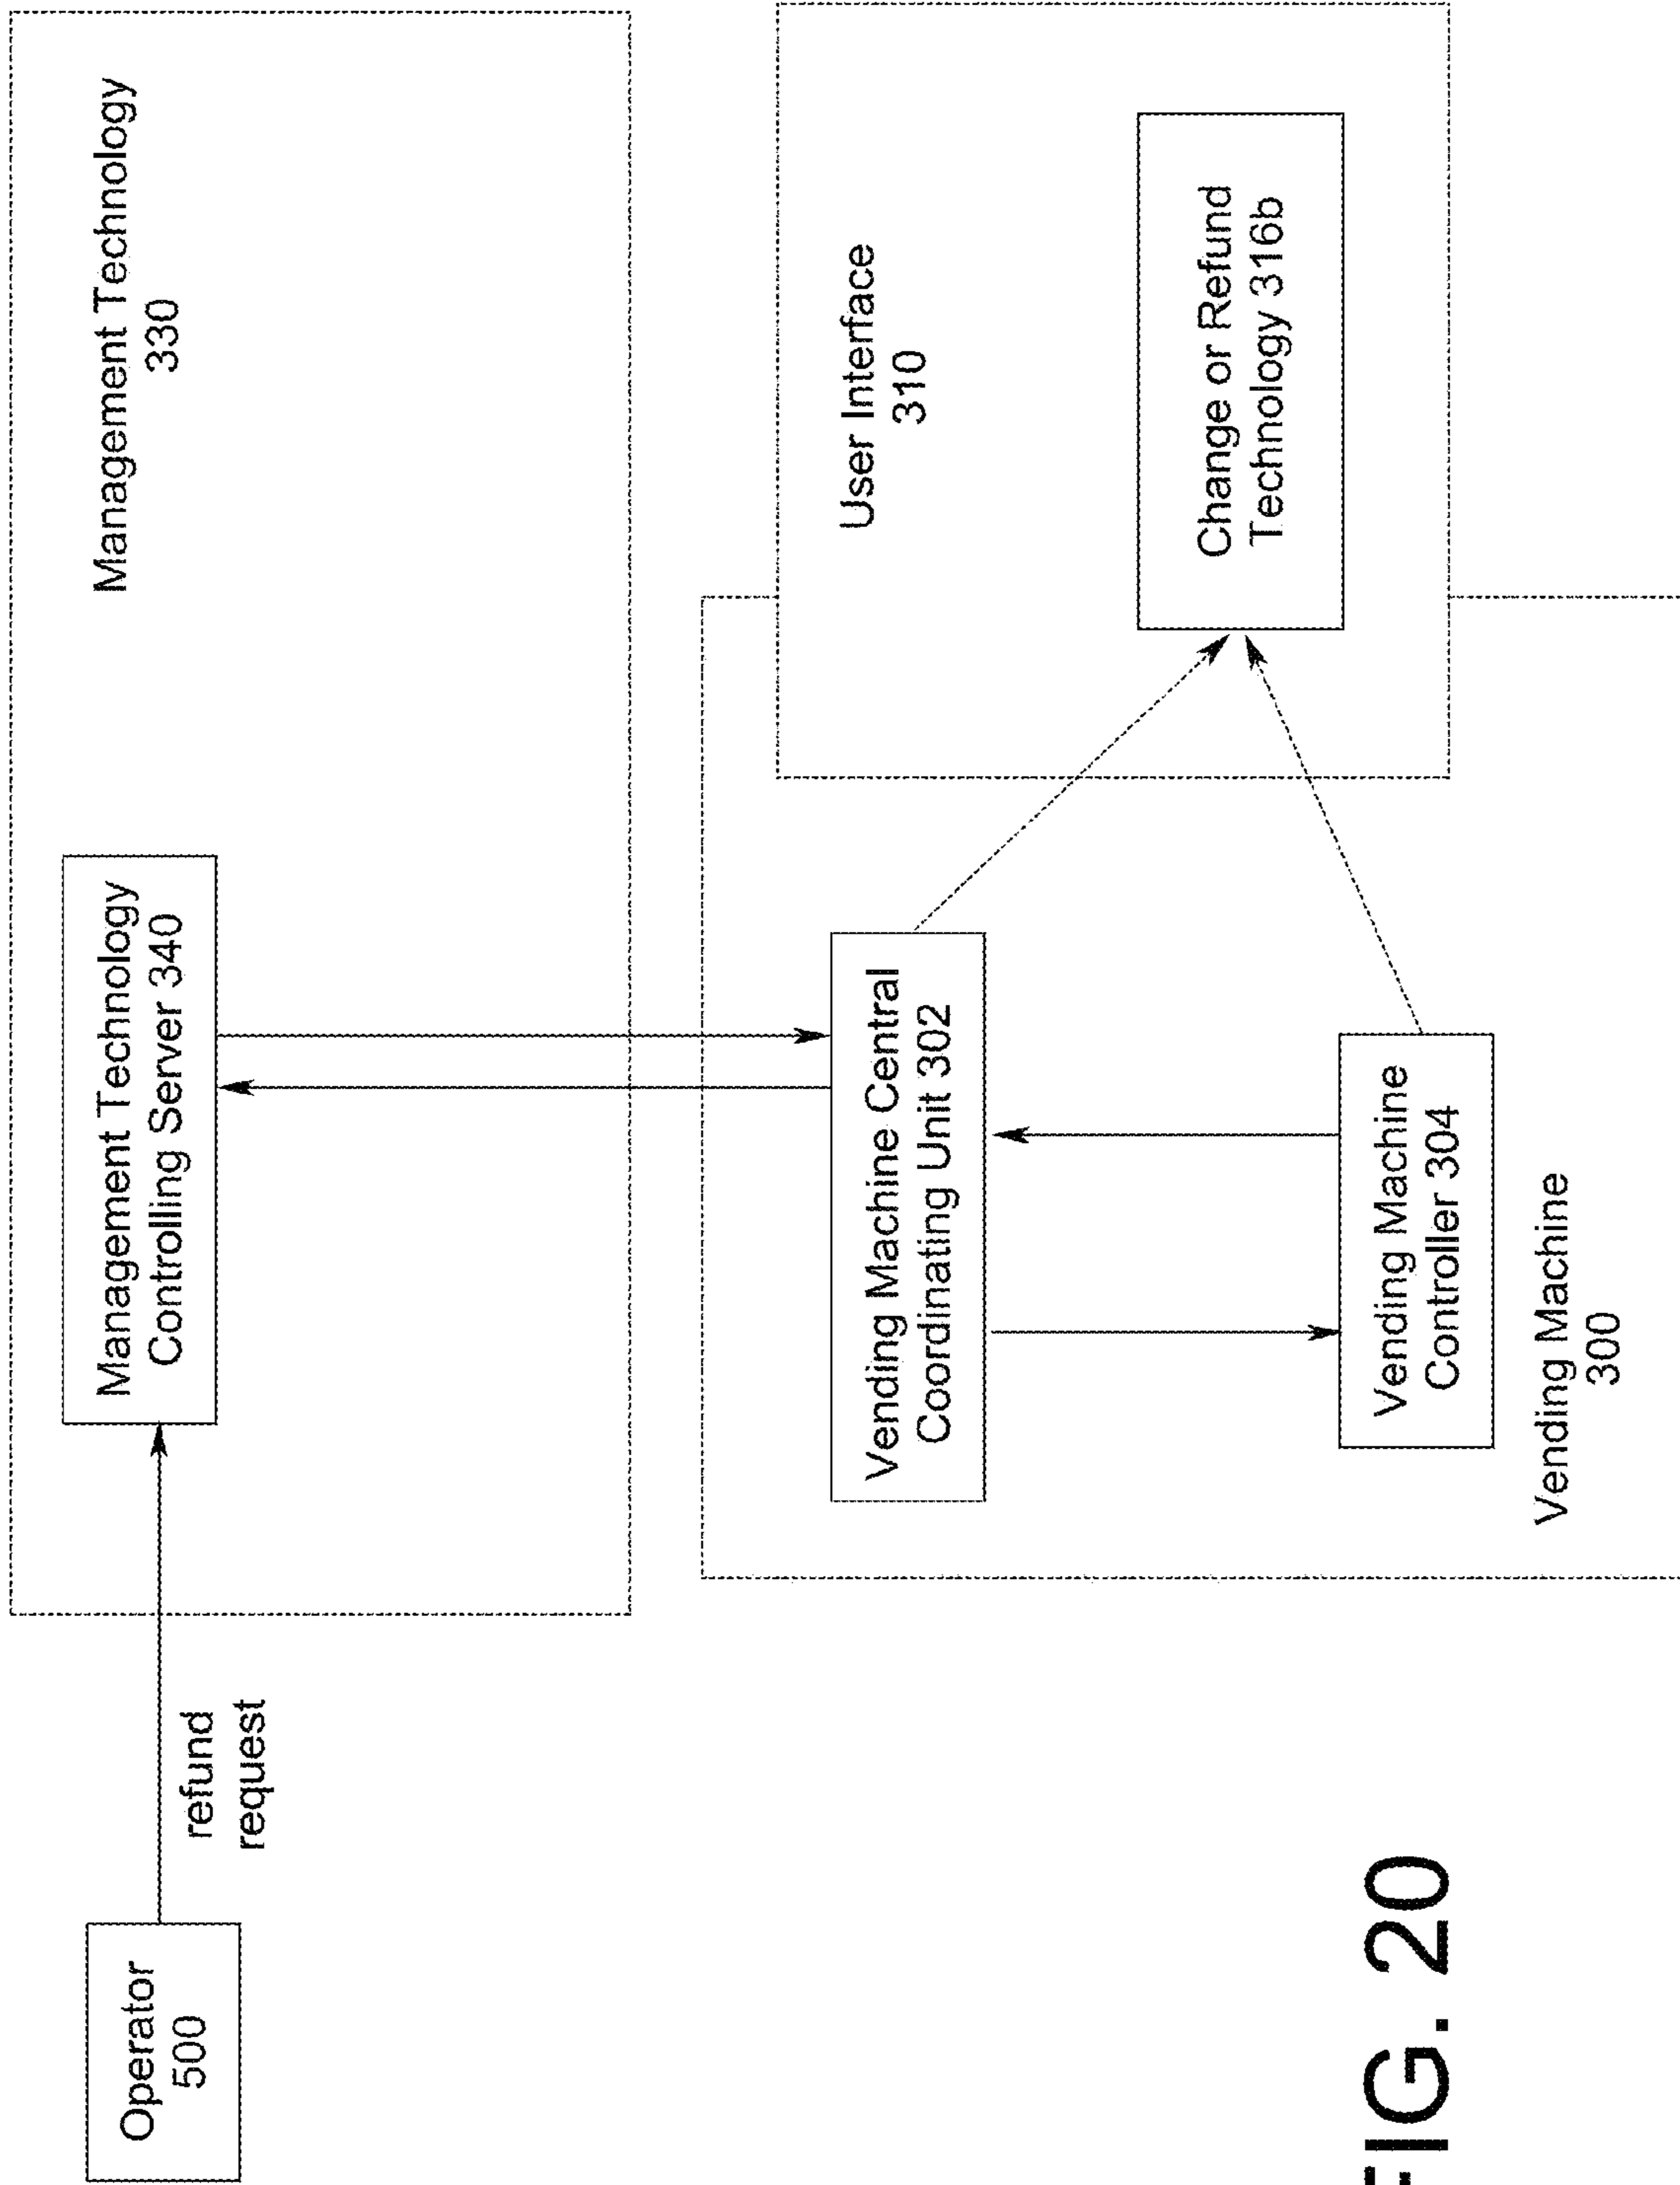 Operator
500
refund
request
Management Technology
Controlling Server 340
Management Technology
330
Vending Machine Central
Coordinating Unit 302
Vending Machine
Controller 304
Vending Machine
300
User Interface
310
Change or Refund
Technology 316b
FIG. 20